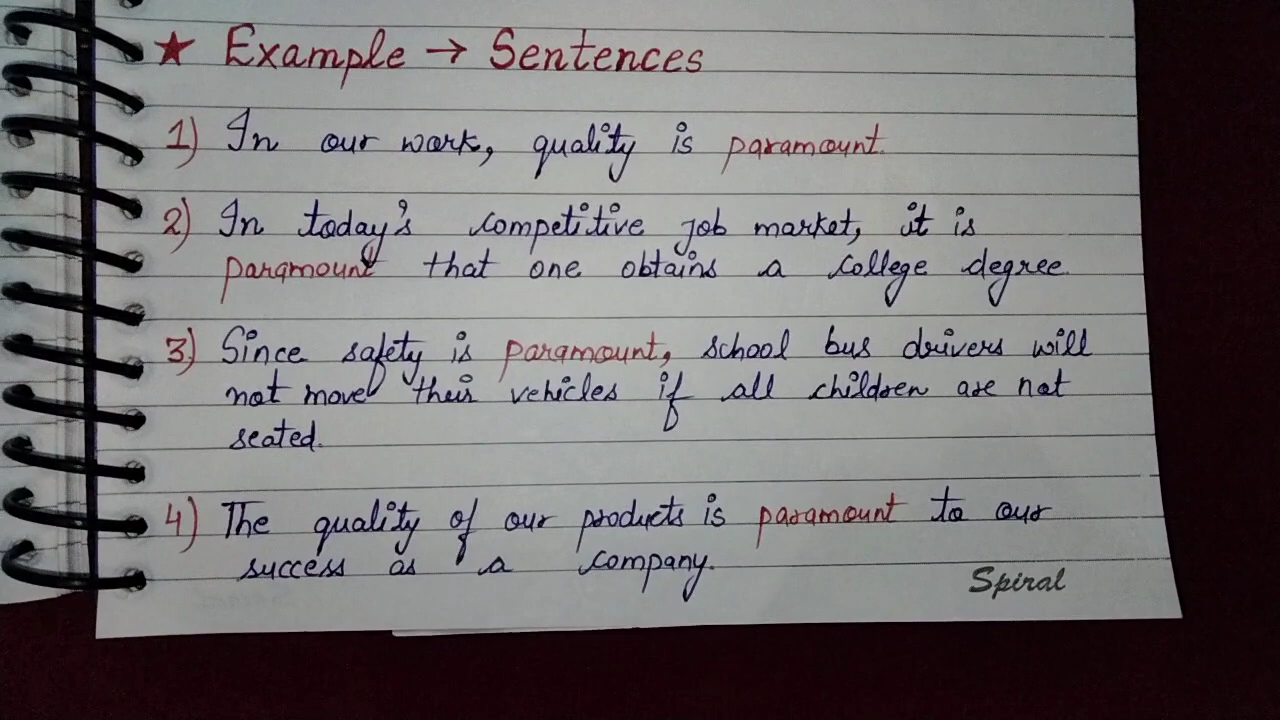 ★ Example → Sentences
1) In our work, quality is paramount.
2) In today's competitive job market, it is
paramount that one obtains a college degree
3) Since safety is paramount, school bus drivers will
not move their vehicles if all children are not
seated.
4) The quality of our products is paramount to our
success as a company.
Spiral